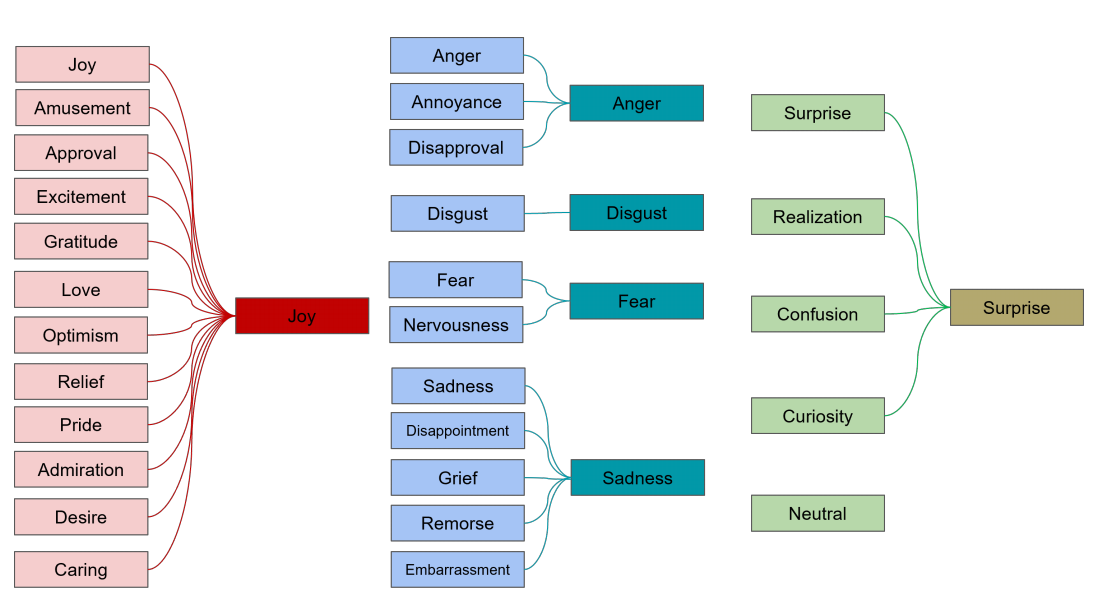 Joy
Amusement
Approval
Excitement
Gratitude
Love
Optimism
Relief
Pride
Admiration
Desire
Caring
Joy
Anger
Annoyance
Disapproval
Anger
Disgust
Disgust
Fear
Nervousness
Fear
Sadness
Disappointment
Grief
Remorse
Embarrassment
Sadness
Surprise
Realization
Confusion
Curiosity
Surprise
Neutral